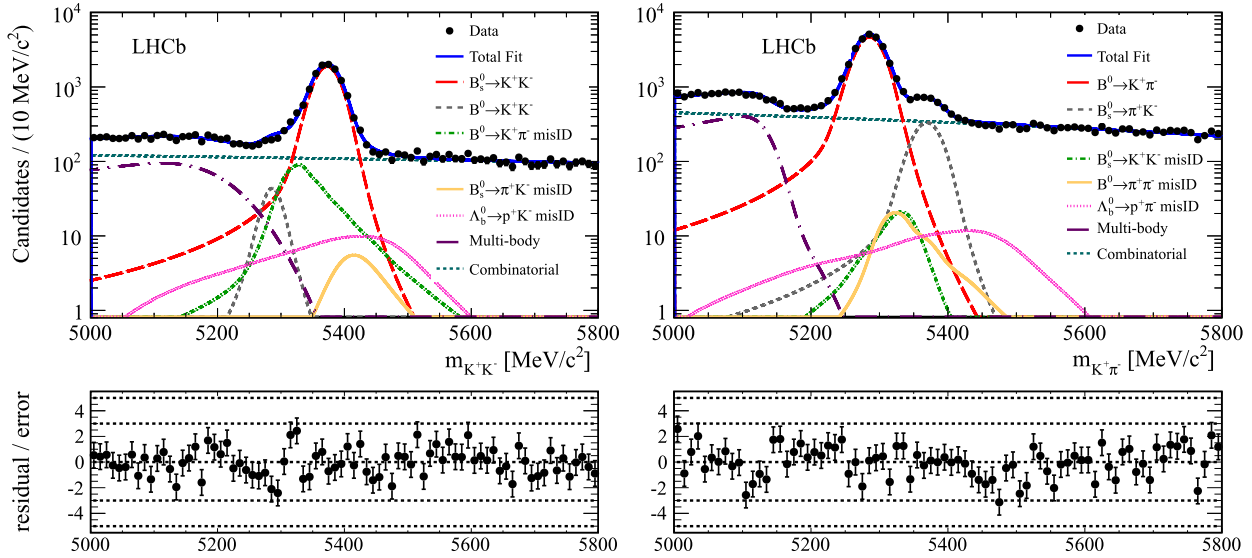 Candidates / (10 MeV/c²)
10⁴
10³
10²
10
1
LHCb
Data
Total Fit
B⁰ₛ→K⁺K⁻
B⁰→K⁺K⁻
B⁰→K⁺π⁻ misID
B⁰ₛ→π⁺K⁻ misID
Λ⁰b→p⁺K⁻ misID
Multi-body
Combinatorial
5000 5200 5400 5600 5800
m K⁺K⁻ [MeV/c²]
10⁴
10³
10²
10
1
LHCb
Data
Total Fit
B⁰→K⁺π⁻
B⁰ₛ→π⁺K⁻
B⁰ₛ→K⁺K⁻ misID
B⁰→π⁺π⁻ misID
Λ⁰b→p⁺π⁻ misID
Multi-body
Combinatorial
5000 5200 5400 5600 5800
m K⁺π⁻ [MeV/c²]
residual / error
4
2
0
-2
-4
5000 5200 5400 5600 5800
4
2
0
-2
-4
5000 5200 5400 5600 5800